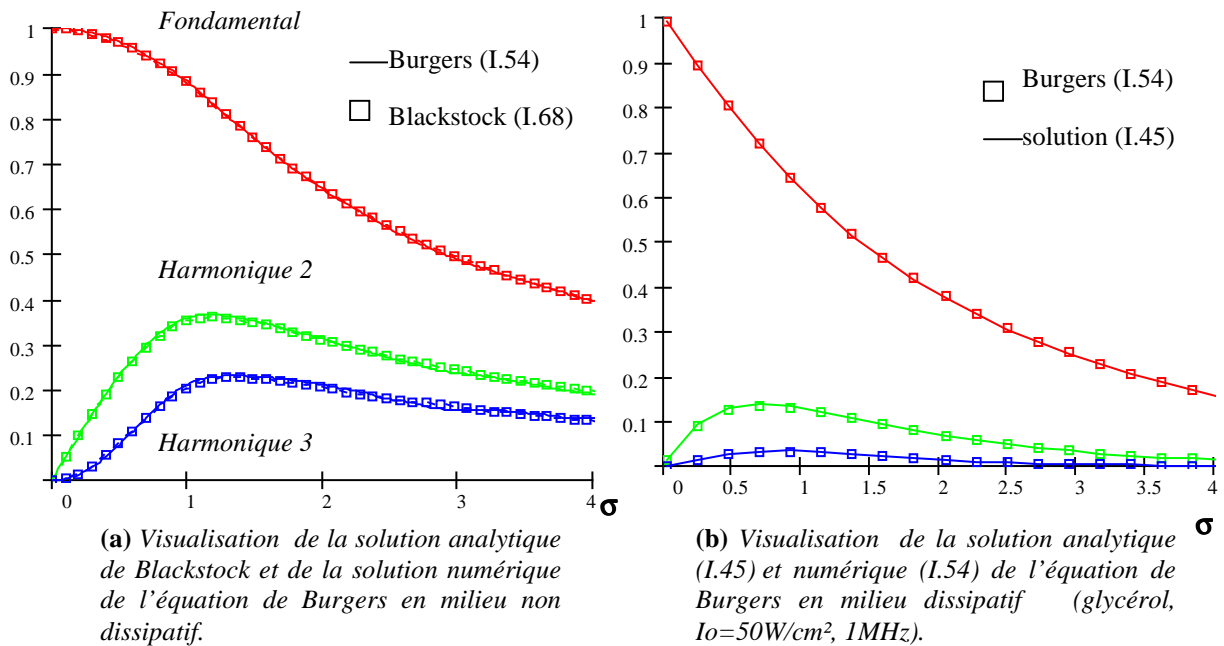 Fondamental
Burgers (I.54)
Blackstock (I.68)
Harmonique 2
Harmonique 3
1
0.9
0.8
0.7
0.6
0.5
0.4
0.3
0.2
0.1
0 1 2 3 4 σ
(a) Visualisation de la solution analytique
de Blackstock et de la solution numérique
de l'équation de Burgers en milieu non
dissipatif.
Burgers (I.54)
solution (I.45)
1
0.9
0.8
0.7
0.6
0.5
0.4
0.3
0.2
0.1
0 0.5 1 1.5 2 2.5 3 3.5 4
σ
(b) Visualisation de la solution analytique
(I.45) et numérique (I.54) de l'équation de
Burgers en milieu dissipatif (glycérol,
Io=50W/cm², 1MHz).